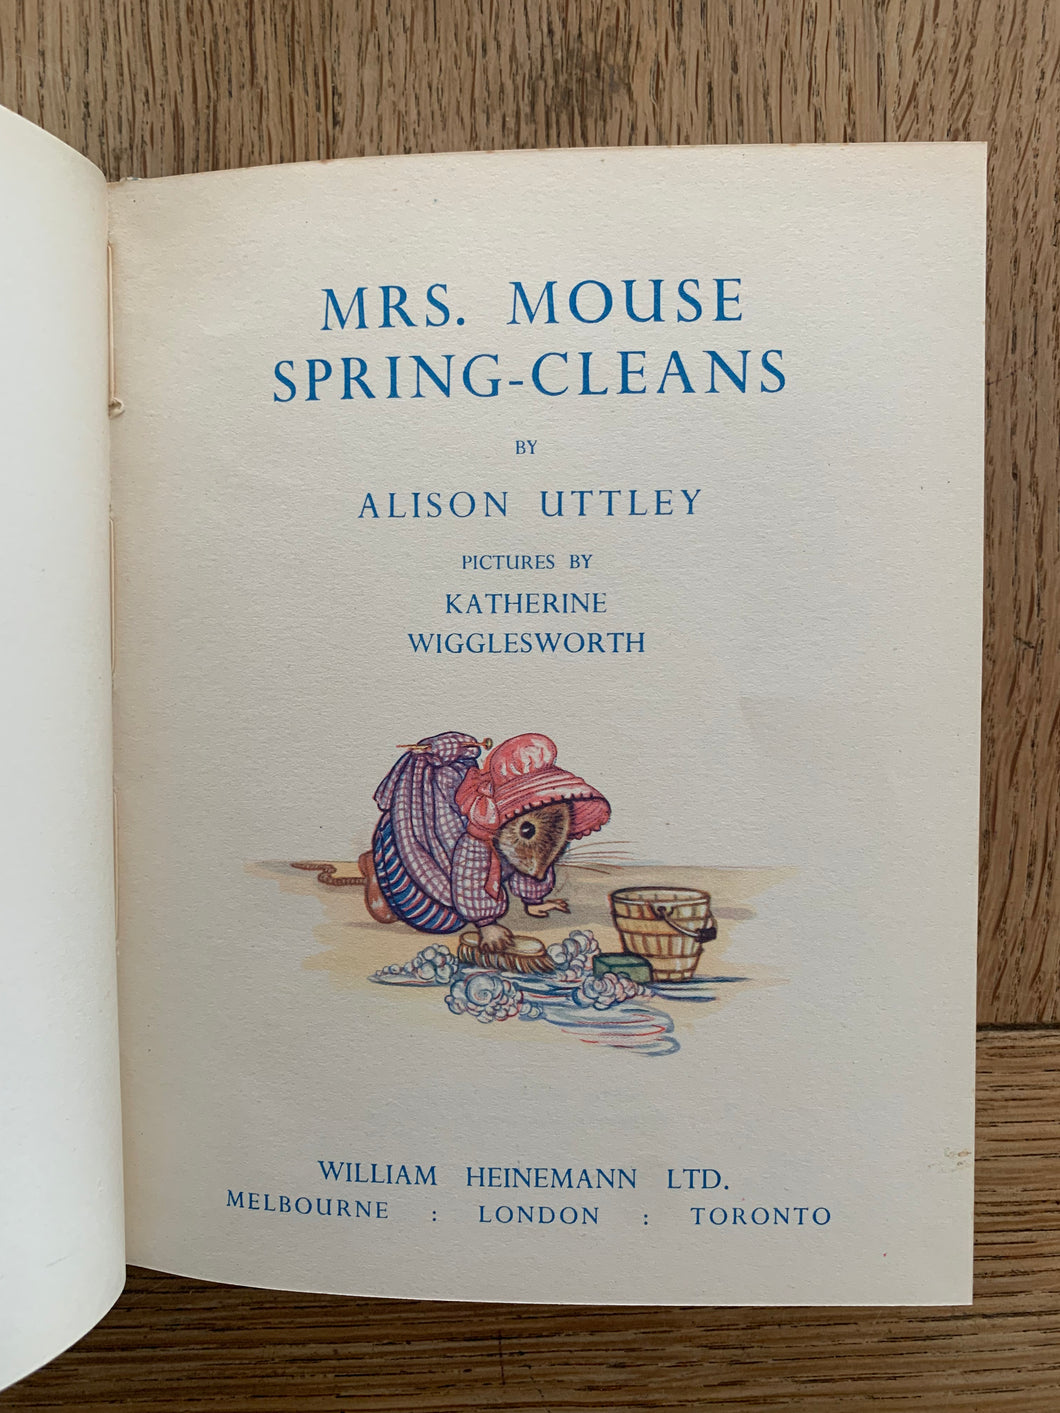 MRS. MOUSE
SPRING-CLEANS
BY
ALISON UTTLEY
PICTURES BY
KATHERINE
WIGGLESWORTH
WILLIAM HEINEMANN LTD.
MELBOURNE : LONDON : TORONTO